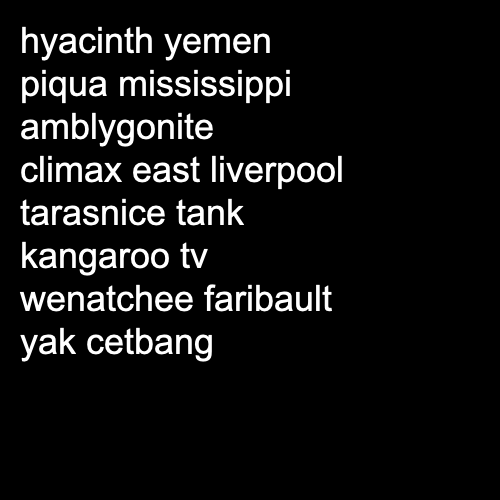 hyacinth yemen
piqua mississippi
amblygonite
climax east liverpool
tarasnice tank
kangaroo tv
wenatchee faribault
yak cetbang